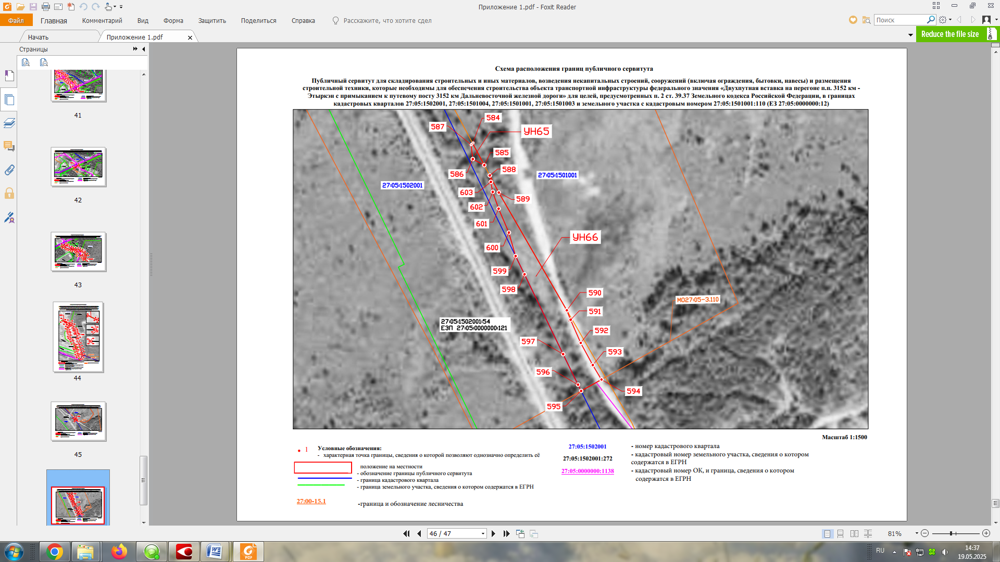 Приложение 1.pdf - Foxit Reader
Файл Главная Комментарий Вид Форма Защитить Поделиться Справка Расскажите, что хотите сдел Поиск
Начать Приложение 1.pdf Reduce the file size
Страницы
41
42
43
44
45
Схема расположения границ публичного сервитута
Публичный сервитут для складирования строительных и иных материалов, возведения некапитальных строений, сооружений (включая ограждения, бытовки, навесы) и размещения
строительной техники, которые необходимы для обеспечения строительства объекта транспортной инфраструктуры федерального значения «Двухпутная вставка на перегоне п.п. 3152 км -
Этыркэн с примыканием к путевому посту 3152 км Дальневосточной железной дороги» для целей, предусмотренных п. 2 ст. 39.37 Земельного кодекса Российской Федерации, в границах
кадастровых кварталов 27:05:1502001, 27:05:1501004, 27:05:1501001, 27:05:1501003 и земельного участка с кадастровым номером 27:05:1501001:110 (ЕЗ 27:05:0000000:12)
584
587
УН65
585
588
586
27:05:1501001
27:05:1502001
603
589
602
601
УН66
600
599
598
590
МО27:05-3.110
591
27:05:1502001:54
ЕЗП 27:05:0000000:121
592
597
593
596
594
595
Масштаб 1:1500
1 Условные обозначения:
- характерная точка границы, сведения о которой позволяют однозначно определить её
положение на местности
- обозначение границы публичного сервитута
- граница кадастрового квартала
- граница земельного участка, сведения о котором содержатся в ЕГРН
27:00-15.1 -граница и обозначение лесничества
27:05:1502001 - номер кадастрового квартала
27:05:1502001:272 - кадастровый номер земельного участка, сведения о котором
содержатся в ЕГРН
27:05:0000000:1138 - кадастровый номер ОК, и граница, сведения о котором
содержатся в ЕГРН
46 / 47
81%
RU
14:37
19.05.2025